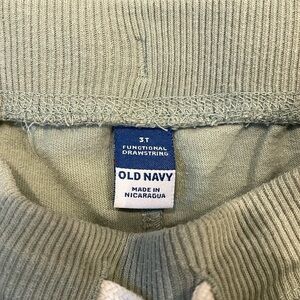 3T
FUNCTIONAL
DRAWSTRING
OLD NAVY
MADE IN
NICARAGUA